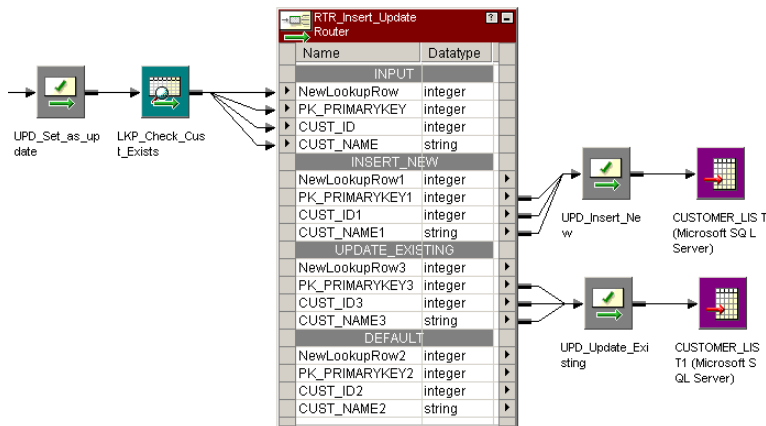 RTR_Insert_Update
Router
Name Datatype
INPUT
NewLookupRow integer
PK_PRIMARYKEY integer
CUST_ID integer
CUST_NAME string
INSERT_NEW
NewLookupRow1 integer
PK_PRIMARYKEY1 integer
CUST_ID1 integer
CUST_NAME1 string
UPDATE_EXISTING
NewLookupRow3 integer
PK_PRIMARYKEY3 integer
CUST_ID3 integer
CUST_NAME3 string
DEFAULT
NewLookupRow2 integer
PK_PRIMARYKEY2 integer
CUST_ID2 integer
CUST_NAME2 string
UPD_Set_as_up
date
LKP_Check_Cus
t_Exists
UPD_Insert_Ne
w
CUSTOMER_LIS T
(Microsoft SQ L
Server)
UPD_Update_Exi
sting
CUSTOMER_LIS
T1 (Microsoft S
QL Server)